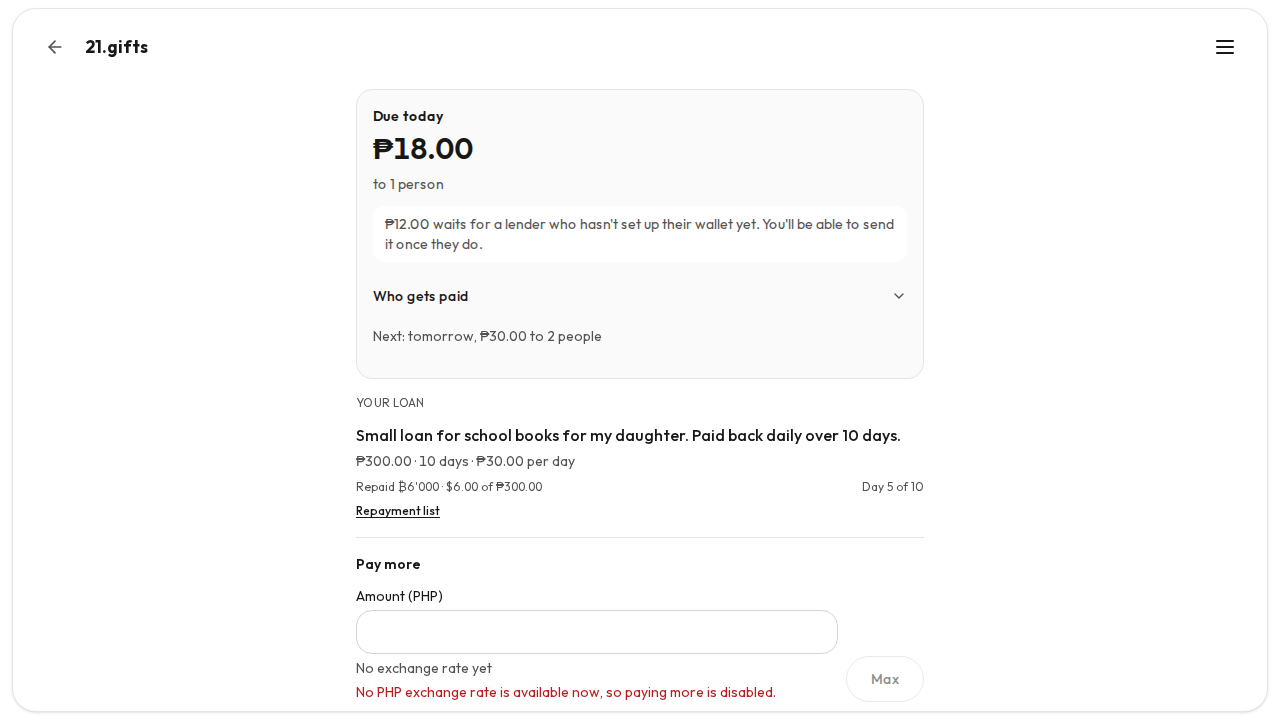 21.gifts
Due today
₱18.00
to 1 person
₱12.00 waits for a lender who hasn't set up their wallet yet. You'll be able to send
it once they do.
Who gets paid
Next: tomorrow, ₱30.00 to 2 people
YOUR LOAN
Small loan for school books for my daughter. Paid back daily over 10 days.
₱300.00 · 10 days · ₱30.00 per day
Repaid ₿6'000 · $6.00 of ₱300.00
Day 5 of 10
Repayment list
Pay more
Amount (PHP)
No exchange rate yet
Max
No PHP exchange rate is available now, so paying more is disabled.